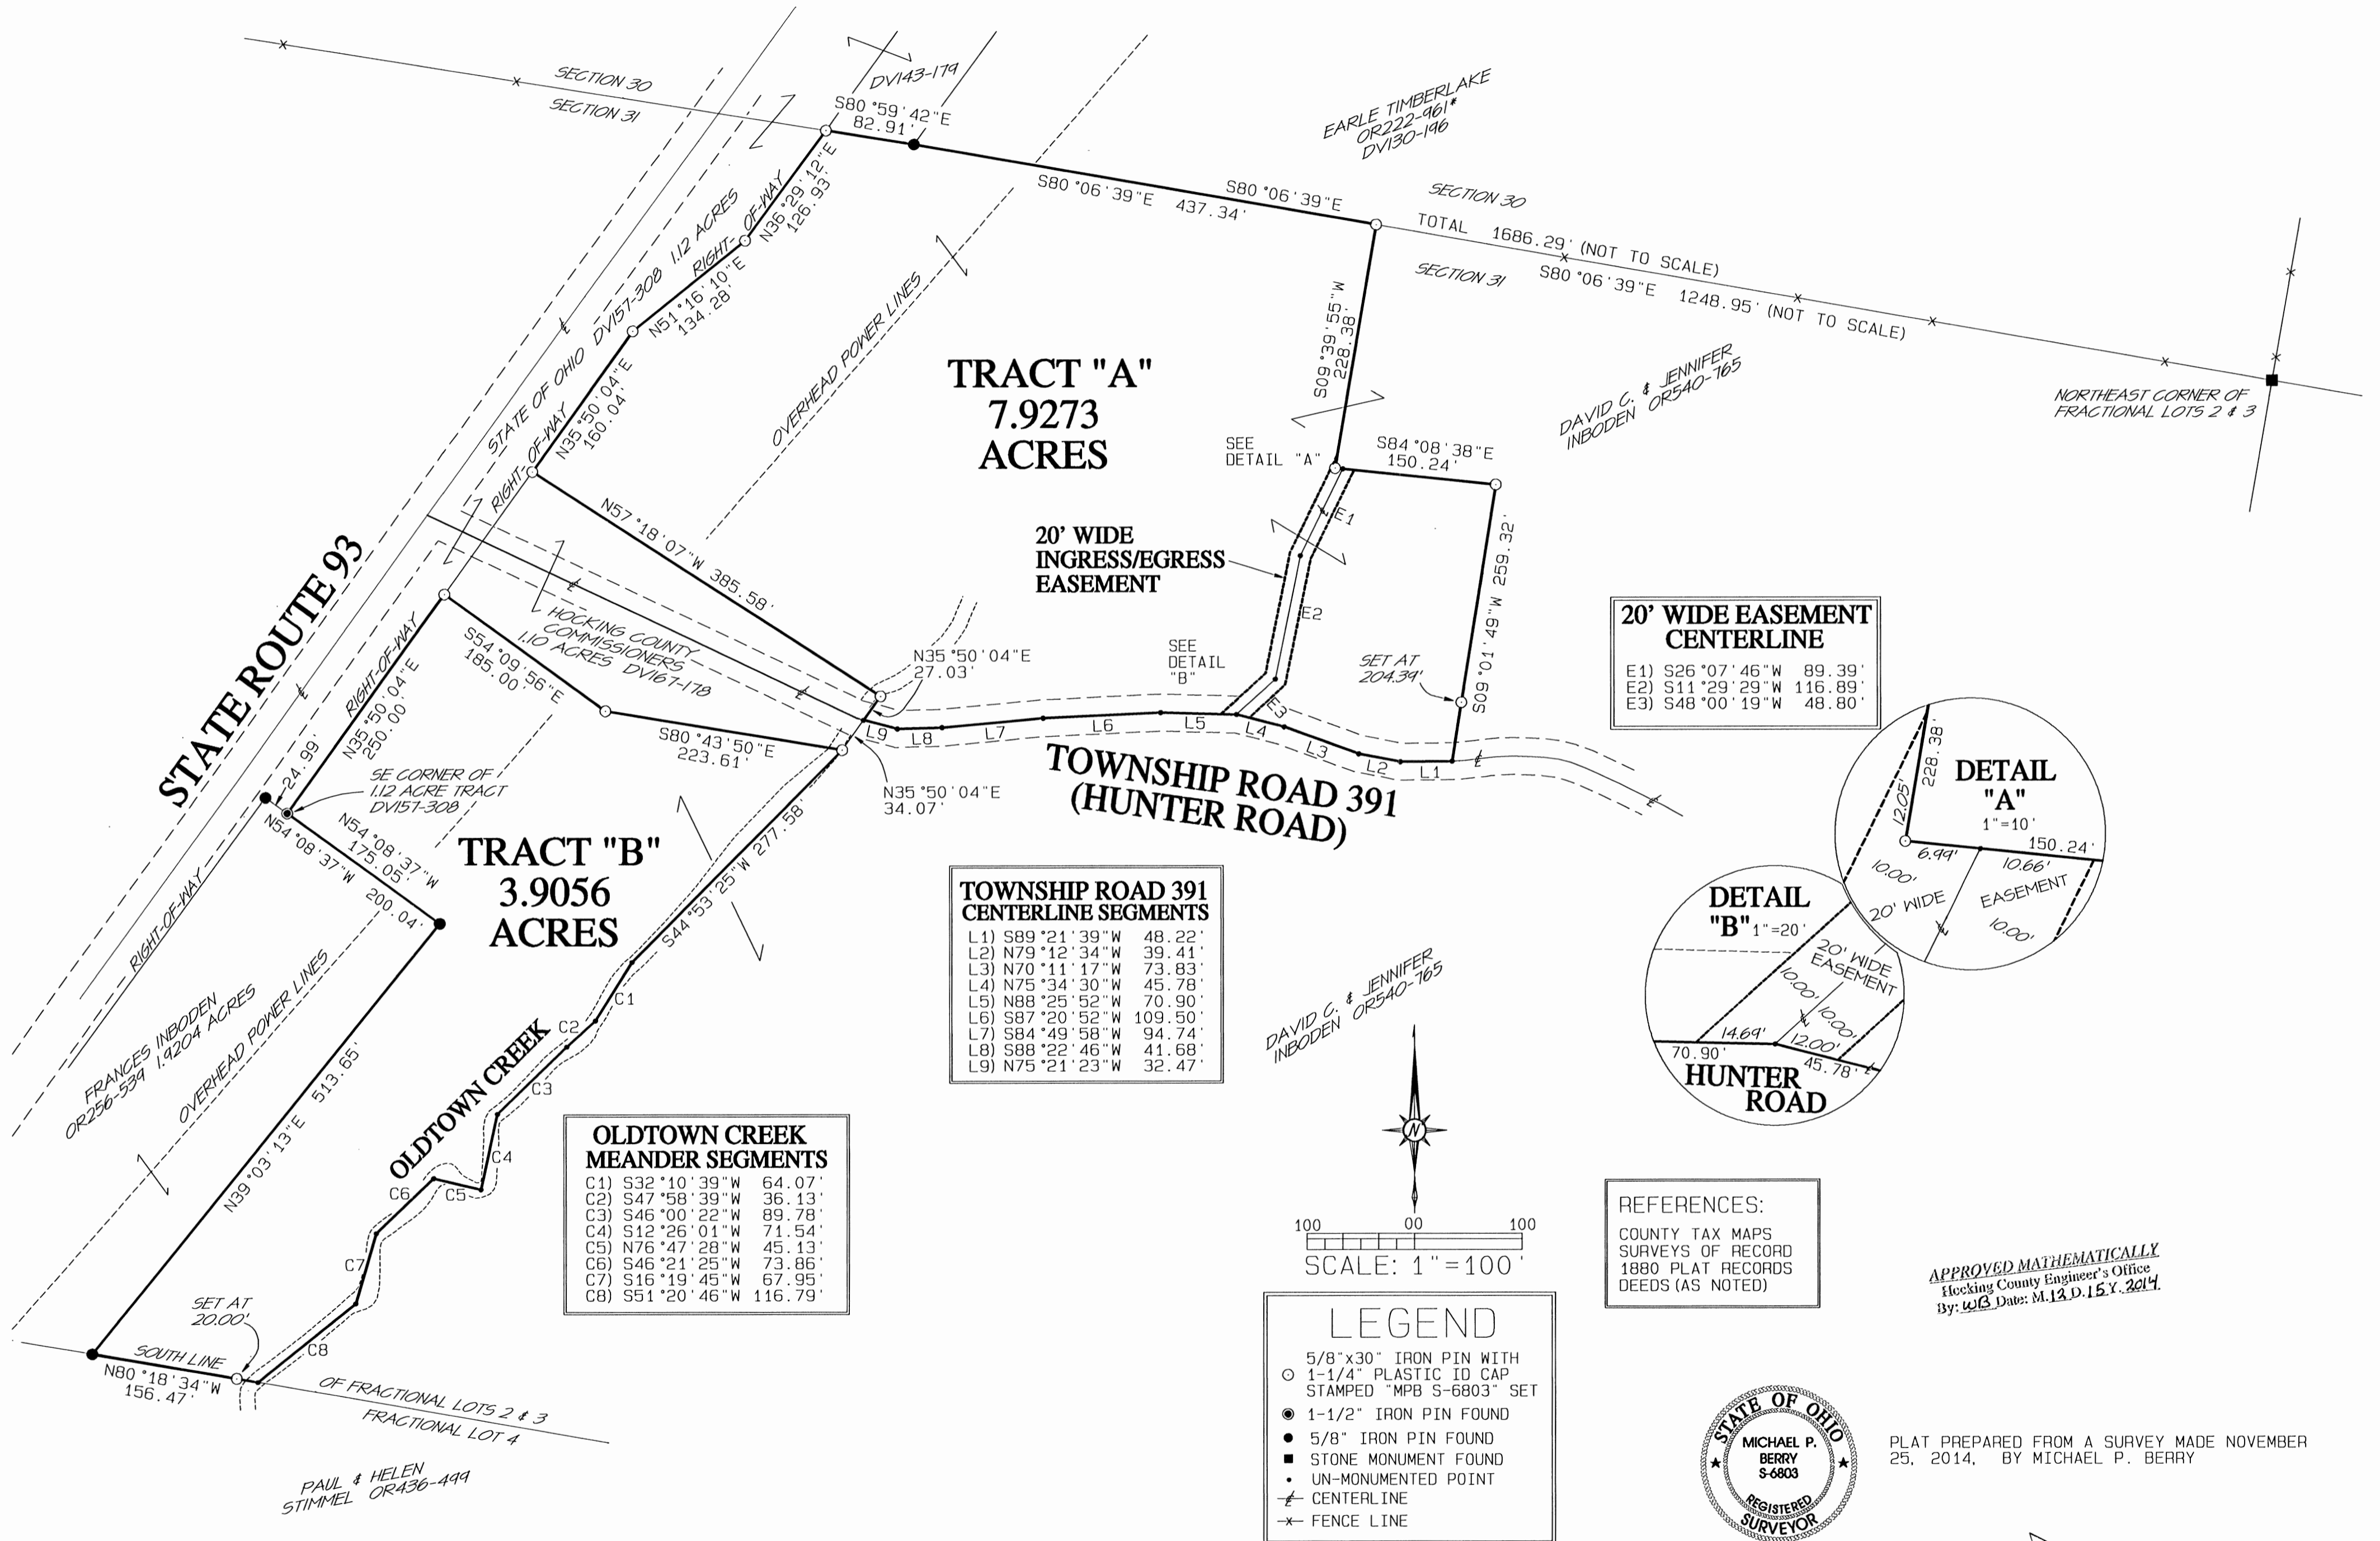 SECTION 30
SECTION 31
DV143-179
S80°59'42"E
82.91'
EARLE TIMBERLAKE
OR222-961*
DV130-196
S80°06'39"E 437.34'
S80°06'39"E
SECTION 30
TOTAL 1686.29' (NOT TO SCALE)
SECTION 31
S80°06'39"E 1248.95' (NOT TO SCALE)
NORTHEAST CORNER OF
FRACTIONAL LOTS 2 & 3
N36°29'12"E
126.93'
RIGHT-OF-WAY
N51°16'10"E
134.28'
STATE OF OHIO DV157-308 1.12 ACRES
RIGHT-OF-WAY
N35°50'04"E
160.04'
OVERHEAD POWER LINES
TRACT "A"
7.9273
ACRES
S09°39'55"W
228.38'
DAVID C. & JENNIFER
INBODEN OR540-765
SEE
DETAIL "A"
S84°08'38"E
150.24'
E1
E2
E3
20' WIDE
INGRESS/EGRESS
EASEMENT
SEE
DETAIL
"B"
SET AT
204.39'
S09°01'49"W 259.32'
20' WIDE EASEMENT
CENTERLINE
E1) S26°07'46"W 89.39'
E2) S11°29'29"W 116.89'
E3) S48°00'19"W 48.80'
N57°18'07"W 385.58'
STATE ROUTE 93
HOCKING COUNTY
COMMISSIONERS
1.10 ACRES DV167-178
N35°50'04"E
27.03'
S54°09'56"E
185.00'
S80°43'50"E
223.61'
RIGHT-OF-WAY
N35°50'04"E
250.00'
L9
L8
L7
L6
L5
L4
L3
L2
L1
TOWNSHIP ROAD 391
(HUNTER ROAD)
N35°50'04"E
34.07'
24.99'
SE CORNER OF
1.12 ACRE TRACT
DV157-308
N54°08'37"W
175.05'
N54°08'37"W 200.04'
TRACT "B"
3.9056
ACRES
S44°53'25"W 277.58'
DETAIL
"A"
1"=10'
228.38'
12.05'
150.24'
6.99'
10.66'
10.00'
20' WIDE
EASEMENT
10.00'
DETAIL
"B" 1"=20'
20' WIDE
EASEMENT
10.00'
10.00'
14.69'
12.00'
70.90'
45.78'
HUNTER
ROAD
TOWNSHIP ROAD 391
CENTERLINE SEGMENTS
L1) S89°21'39"W 48.22'
L2) N79°12'34"W 39.41'
L3) N70°11'17"W 73.83'
L4) N75°34'30"W 45.78'
L5) N88°25'52"W 70.90'
L6) S87°20'52"W 109.50'
L7) S84°49'58"W 94.74'
L8) S88°22'46"W 41.68'
L9) N75°21'23"W 32.47'
RIGHT-OF-WAY
FRANCES INBODEN
OR256-539 1.9204 ACRES
OVERHEAD POWER LINES
N39°03'13"E 513.65'
OLDTOWN CREEK
C1
C2
C3
C4
C5
C6
C7
C8
DAVID C. & JENNIFER
INBODEN OR540-765
OLDTOWN CREEK
MEANDER SEGMENTS
C1) S32°10'39"W 64.07'
C2) S47°58'39"W 36.13'
C3) S46°00'22"W 89.78'
C4) S12°26'01"W 71.54'
C5) N76°47'28"W 45.13'
C6) S46°21'25"W 73.86'
C7) S16°19'45"W 67.95'
C8) S51°20'46"W 116.79'
N
100 00 100
SCALE: 1"=100'
REFERENCES:
COUNTY TAX MAPS
SURVEYS OF RECORD
1880 PLAT RECORDS
DEEDS (AS NOTED)
APPROVED MATHEMATICALLY
Hocking County Engineer's Office
By: WB Date: M.12 D.15 Y.2014
SET AT
20.00'
SOUTH LINE
N80°18'34"W
156.47'
OF FRACTIONAL LOTS 2 & 3
FRACTIONAL LOT 4
PAUL & HELEN
STIMMEL OR436-499
LEGEND
5/8"x30" IRON PIN WITH
1-1/4" PLASTIC ID CAP
STAMPED "MPB S-6803" SET
1-1/2" IRON PIN FOUND
5/8" IRON PIN FOUND
STONE MONUMENT FOUND
UN-MONUMENTED POINT
CENTERLINE
FENCE LINE
STATE OF OHIO
MICHAEL P.
BERRY
S-6803
REGISTERED
SURVEYOR
PLAT PREPARED FROM A SURVEY MADE NOVEMBER
25, 2014, BY MICHAEL P. BERRY